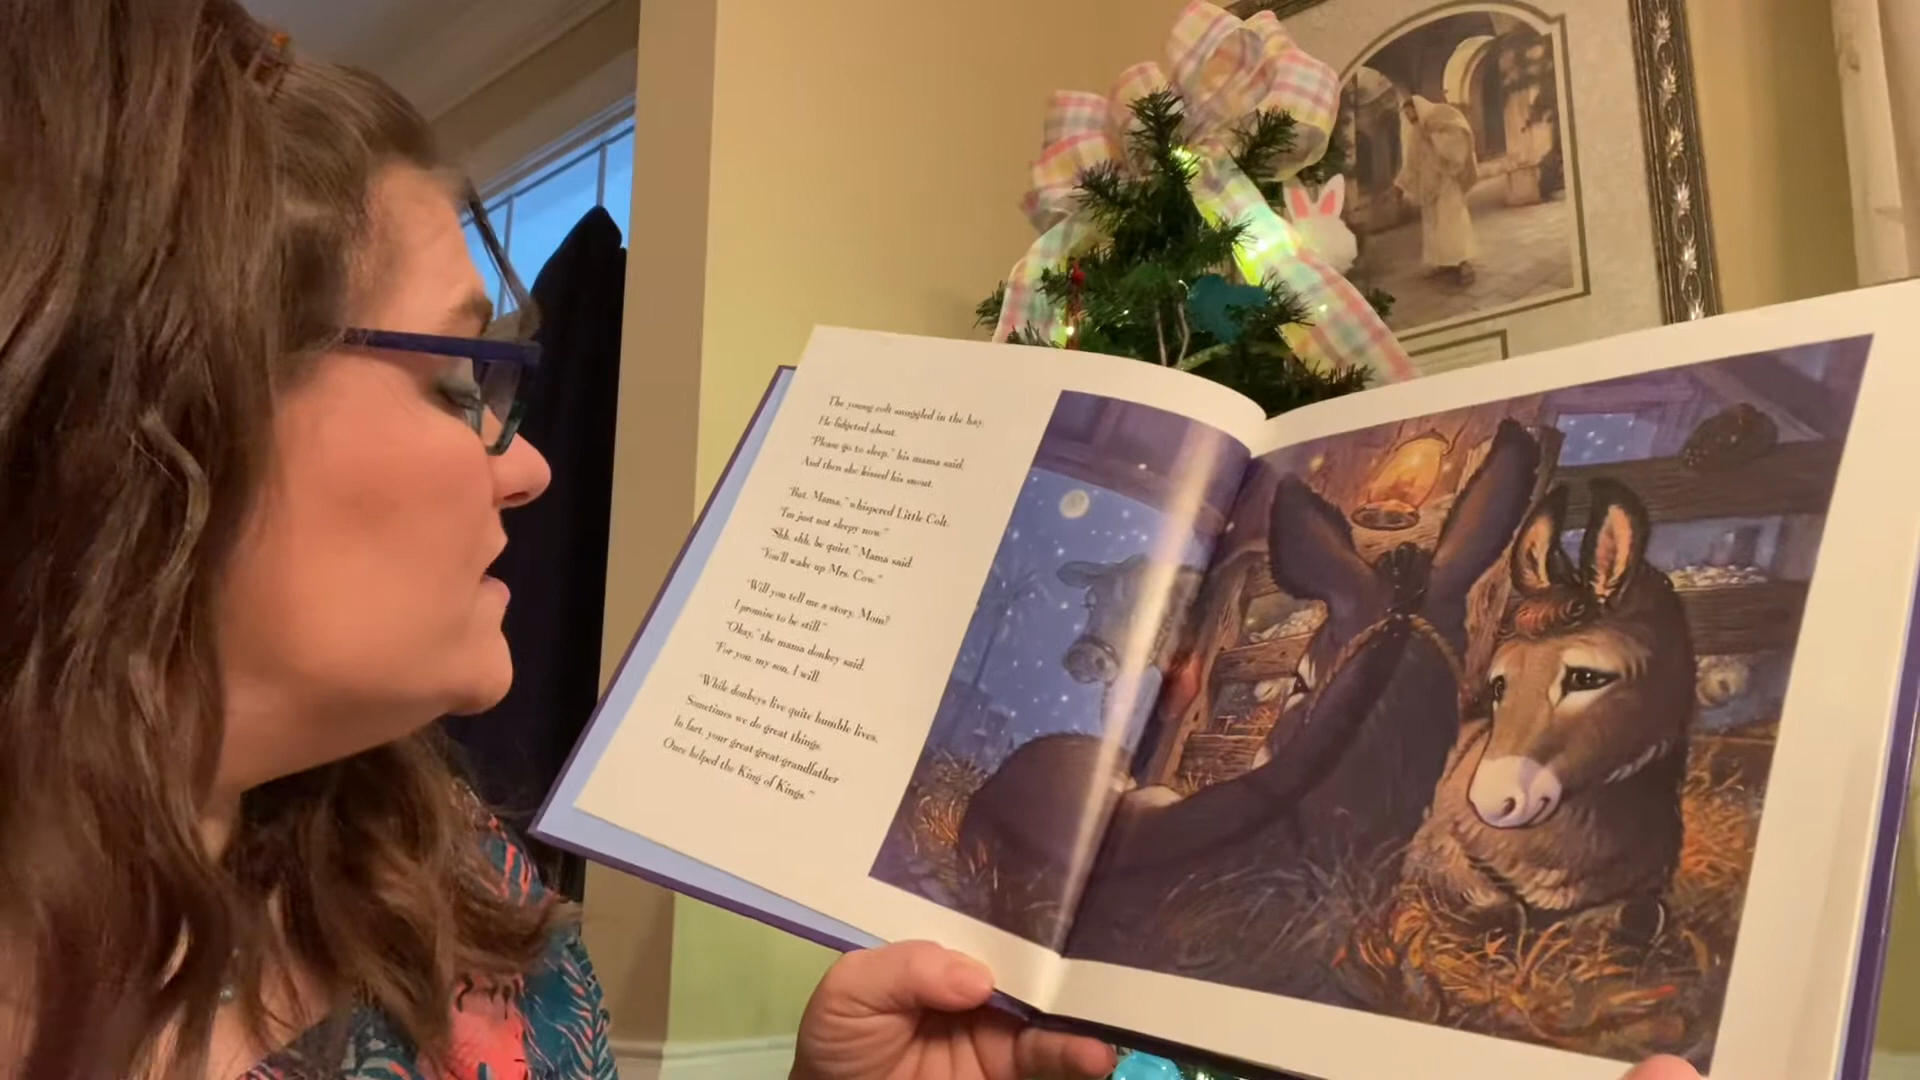 The young colt snuggled in the hay;
He fidgeted about.
"Please go to sleep," his mama said,
And then she kissed his snout.
"But, Mama," whispered Little Colt,
"I'm just not sleepy now."
"Shh, shh, be quiet," Mama said.
"You'll wake up Mrs. Cow."
"Will you tell me a story, Mom?
I promise to be still."
"Okay," the mama donkey said.
"For you, my son, I will.
"While donkeys live quite humble lives,
Sometimes we do great things.
In fact, your great-great-grandfather
Once helped the King of Kings."